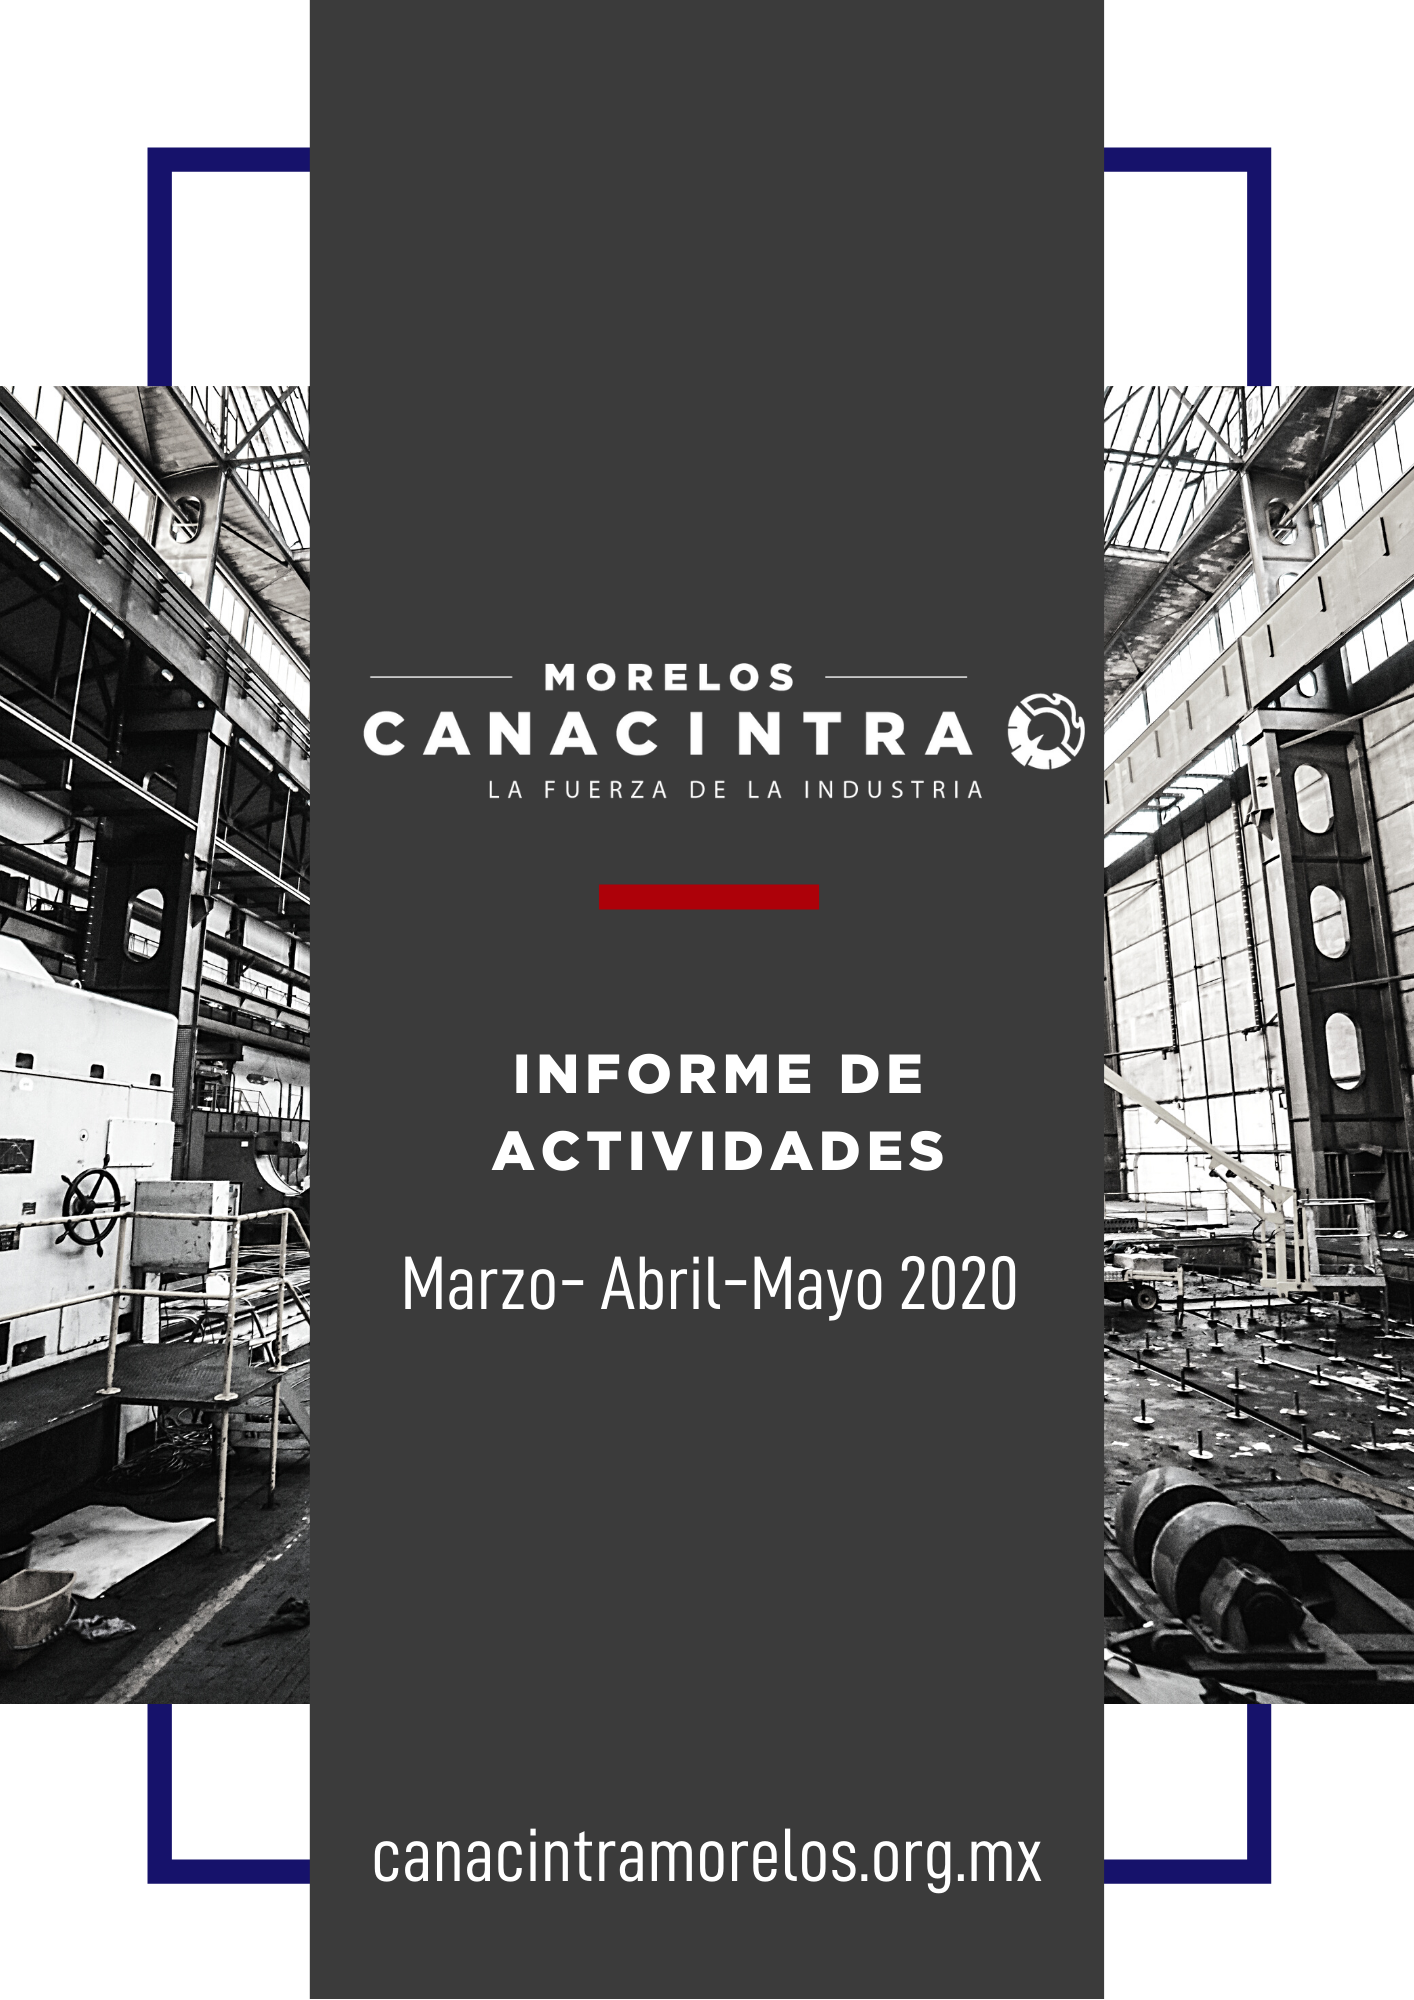 MORELOS
CANACINTRA
LA FUERZA DE LA INDUSTRIA
INFORME DE
ACTIVIDADES
Marzo- Abril-Mayo 2020
canacintramorelos.org.mx